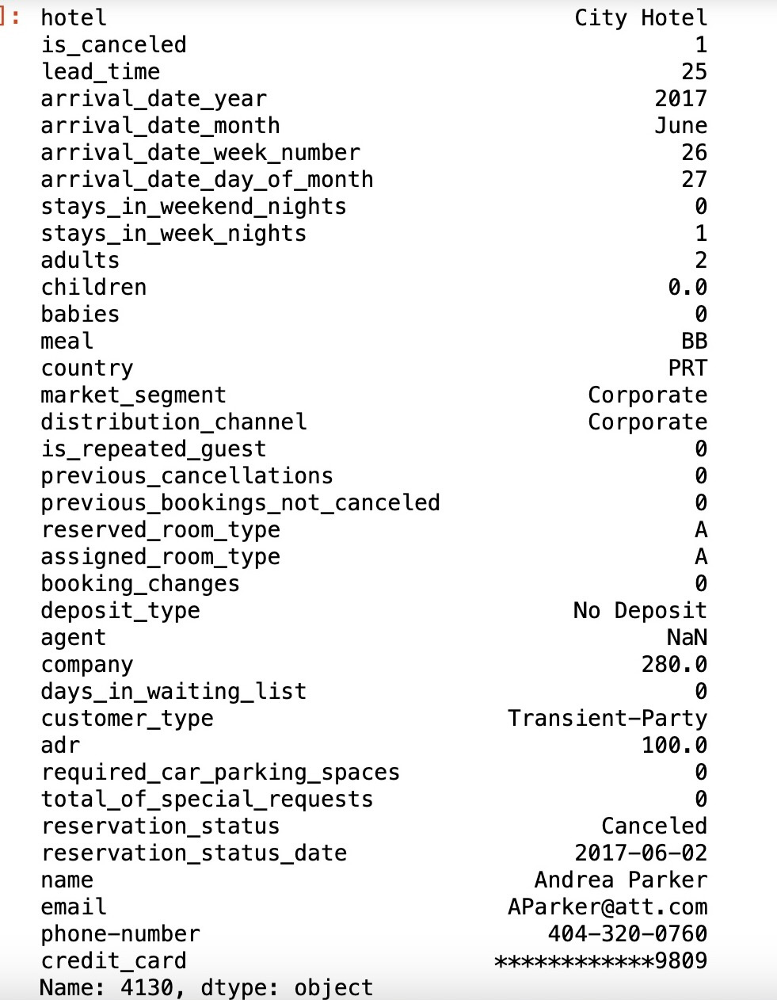 ]: hotel City Hotel
is_canceled 1
lead_time 25
arrival_date_year 2017
arrival_date_month June
arrival_date_week_number 26
arrival_date_day_of_month 27
stays_in_weekend_nights 0
stays_in_week_nights 1
adults 2
children 0.0
babies 0
meal BB
country PRT
market_segment Corporate
distribution_channel Corporate
is_repeated_guest 0
previous_cancellations 0
previous_bookings_not_canceled 0
reserved_room_type A
assigned_room_type A
booking_changes 0
deposit_type No Deposit
agent NaN
company 280.0
days_in_waiting_list 0
customer_type Transient-Party
adr 100.0
required_car_parking_spaces 0
total_of_special_requests 0
reservation_status Canceled
reservation_status_date 2017-06-02
name Andrea Parker
email AParker@att.com
phone-number 404-320-0760
credit_card ************9809
Name: 4130, dtype: object